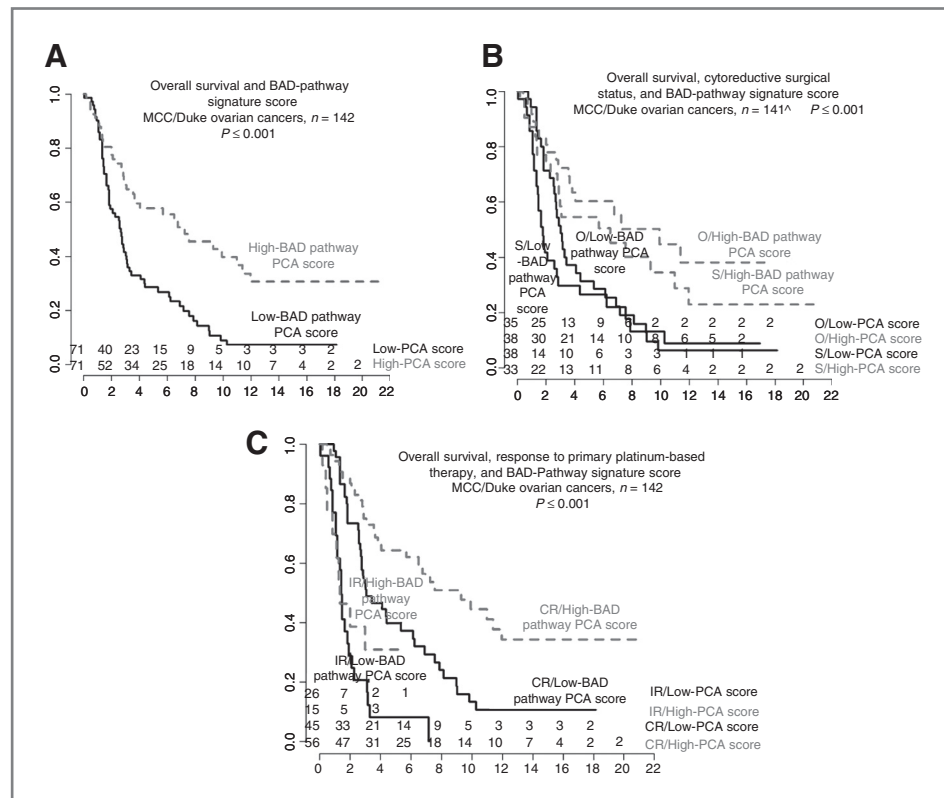 A
Overall survival and BAD-pathway
signature score
MCC/Duke ovarian cancers, n = 142
P ≤ 0.001
1.0
0.8
0.6
0.4
0.2
0.0
High-BAD pathway
PCA score
Low-BAD pathway
PCA score
71 40 23 15 9 5 3 3 3 2 Low-PCA score
71 52 34 25 18 14 10 7 4 2 2 High-PCA score
0 2 4 6 8 10 12 14 16 18 20 22
B
Overall survival, cytoreductive surgical
status, and BAD-pathway signature score
MCC/Duke ovarian cancers, n = 141^ P ≤ 0.001
1.0
0.8
0.6
0.4
0.2
0.0
S/Low
-BAD
pathway
PCA
score
O/Low-BAD
pathway PCA
score
O/High-BAD pathway
PCA score
S/High-BAD pathway
PCA score
35 25 13 9 6 2 2 2 2 2 O/Low-PCA score
38 30 21 14 10 8 6 5 2 O/High-PCA score
38 14 10 6 3 3 2 2 2 2 S/Low-PCA score
33 22 13 11 8 6 4 2 2 2 2 S/High-PCA score
0 2 4 6 8 10 12 14 16 18 20 22
C
Overall survival, response to primary platinum-based
therapy, and BAD-Pathway signature score
MCC/Duke ovarian cancers, n = 142
P ≤ 0.001
1.0
0.8
0.6
0.4
0.2
0.0
IR/High-BAD
pathway
PCA score
CR/High-BAD
pathway PCA score
IR/Low-BAD
pathway PCA score
CR/Low-BAD
pathway PCA score
26 7 2 1 IR/Low-PCA score
15 5 3 IR/High-PCA score
45 33 21 14 9 5 3 3 3 2 CR/Low-PCA score
56 47 31 25 18 14 10 7 4 2 2 CR/High-PCA score
0 2 4 6 8 10 12 14 16 18 20 22